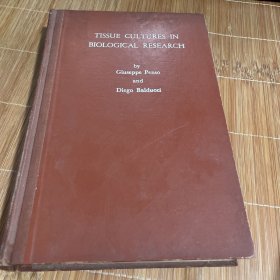 TISSUE CULTURES IN
BIOLOGICAL RESEARCH
by
Giuseppe Penso
and
Diego Balducci